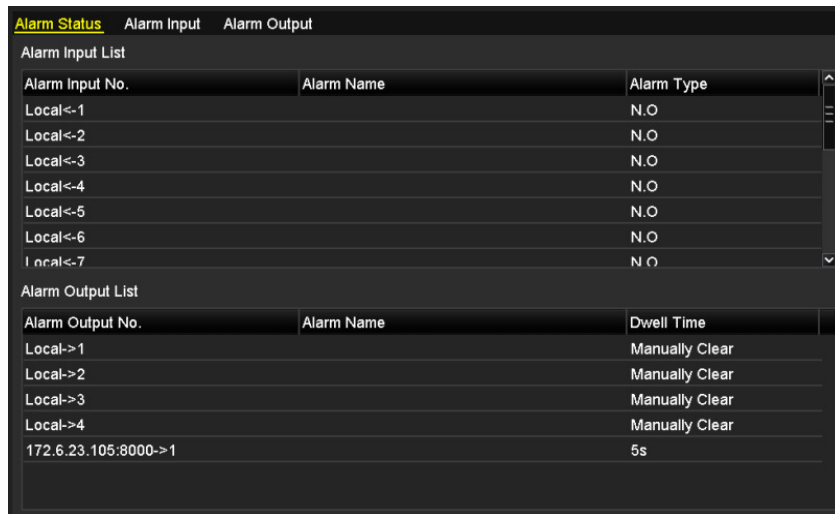 Alarm Status Alarm Input Alarm Output
Alarm Input List
Alarm Input No. Alarm Name Alarm Type
Local<-1 N.O
Local<-2 N.O
Local<-3 N.O
Local<-4 N.O
Local<-5 N.O
Local<-6 N.O
Local<-7 N.O
Alarm Output List
Alarm Output No. Alarm Name Dwell Time
Local->1 Manually Clear
Local->2 Manually Clear
Local->3 Manually Clear
Local->4 Manually Clear
172.6.23.105:8000->1 5s